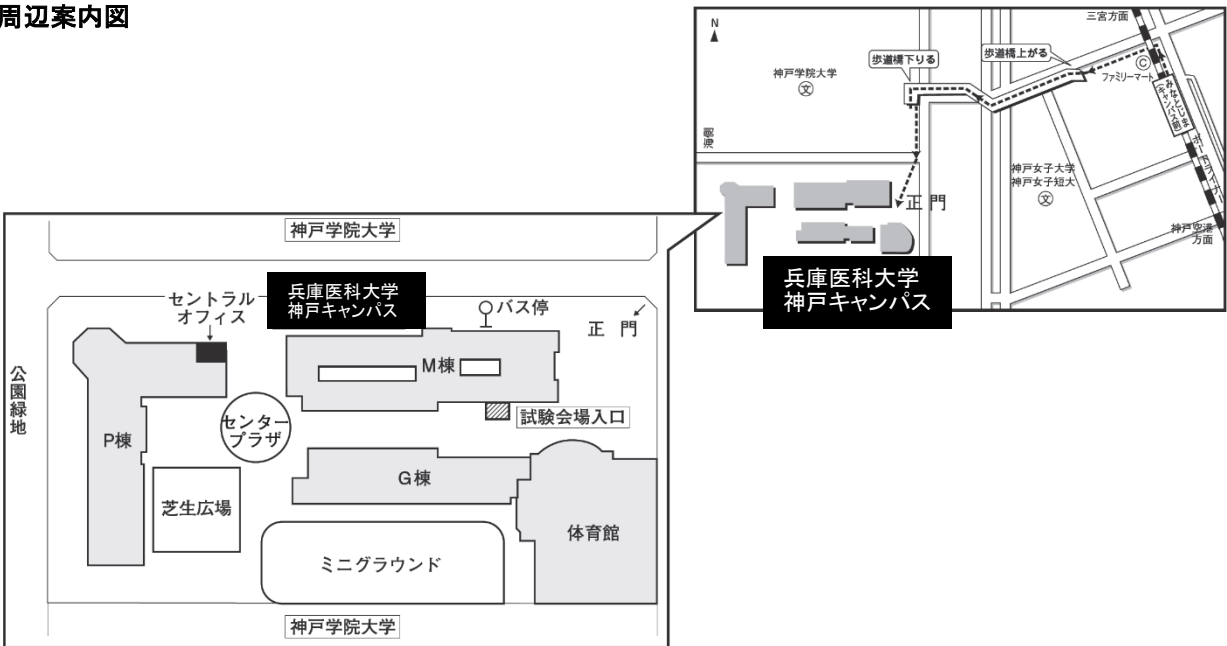 周辺案内図
N
三宮方面
歩道橋下りる
歩道橋上がる
神戸学院大学
文
C
ファミリーマート
みなとじま
(キャンパス前)
ポートライナー
海側
神戸女子大学
神戸女子短大
文
正門
神戸空港
方面
兵庫医科大学
神戸キャンパス
神戸学院大学
セントラル
オフィス
兵庫医科大学
神戸キャンパス
バス停
正門
M棟
公園緑地
P棟
センター
プラザ
試験会場入口
G棟
芝生広場
体育館
ミニグラウンド
神戸学院大学